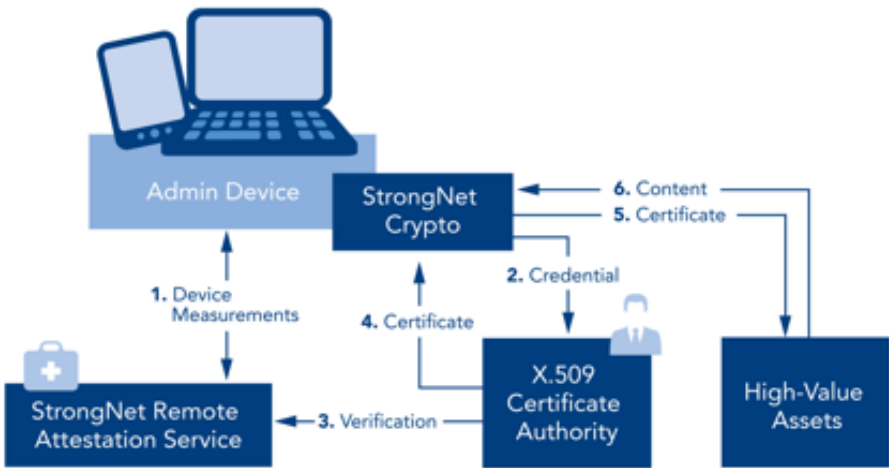 Admin Device
StrongNet
Crypto
6. Content
5. Certificate
2. Credential
1. Device
Measurements
4. Certificate
X.509
Certificate
Authority
High-Value
Assets
StrongNet Remote
Attestation Service
3. Verification